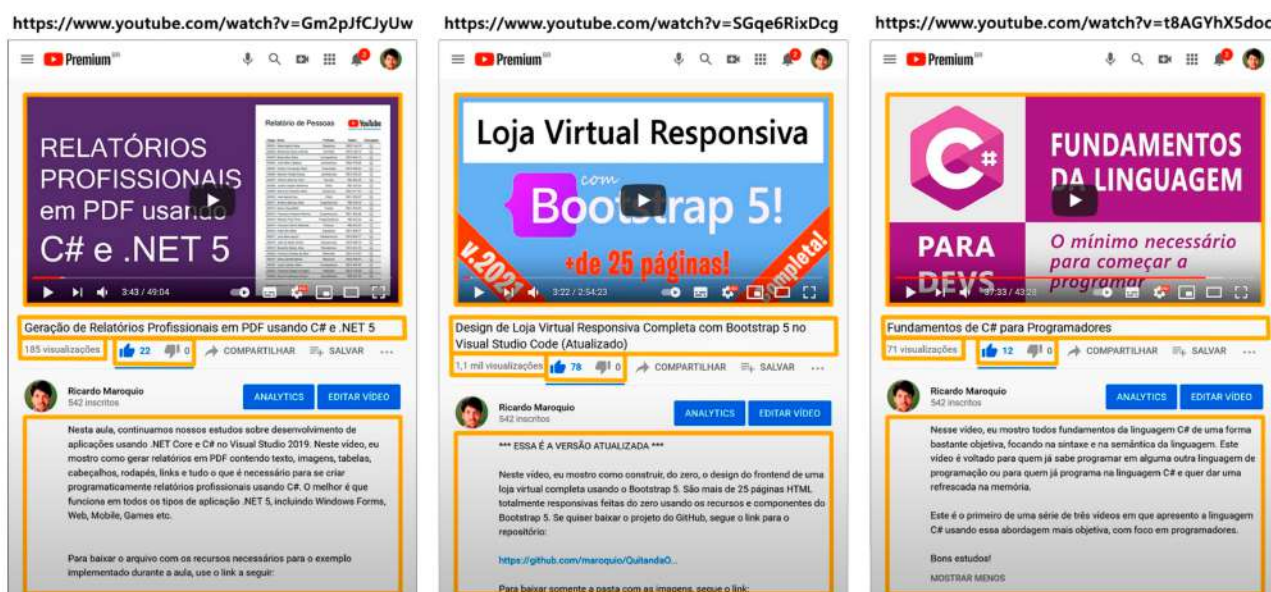 https://www.youtube.com/watch?v=Gm2pJfCJyUw
Premium BR
2
RELATÓRIOS
PROFISSIONAIS
em PDF usando
C# e .NET 5
Relatório de Pessoas
YouTube
3:43 / 49:04
Geração de Relatórios Profissionais em PDF usando C# e .NET 5
185 visualizações
22
0
COMPARTILHAR
SALVAR
Ricardo Maroquio
542 inscritos
ANALYTICS
EDITAR VÍDEO
Nesta aula, continuamos nossos estudos sobre desenvolvimento de
aplicações usando .NET Core e C# no Visual Studio 2019. Neste vídeo, eu
mostro como gerar relatórios em PDF contendo texto, imagens, tabelas,
cabeçalhos, rodapés, links e tudo o que é necessário para se criar
programaticamente relatórios profissionais usando C#. O melhor é que
funciona em todos os tipos de aplicação .NET 5, incluindo Windows Forms,
Web, Mobile, Games etc.
Para baixar o arquivo com os recursos necessários para o exemplo
implementado durante a aula, use o link a seguir:
https://www.youtube.com/watch?v=SGqe6RixDcg
Premium BR
2
Loja Virtual Responsiva
com
Bootstrap 5!
v.2021
+de 25 páginas!
completa!
3:22 / 2:54:23
Design de Loja Virtual Responsiva Completa com Bootstrap 5 no
Visual Studio Code (Atualizado)
1,1 mil visualizações
78
0
COMPARTILHAR
SALVAR
Ricardo Maroquio
542 inscritos
ANALYTICS
EDITAR VÍDEO
*** ESSA É A VERSÃO ATUALIZADA ***
Neste vídeo, eu mostro como construir, do zero, o design do frontend de uma
loja virtual completa usando o Bootstrap 5. São mais de 25 páginas HTML
totalmente responsivas feitas do zero usando os recursos e componentes do
Bootstrap 5. Se quiser baixar o projeto do GitHub, segue o link para o
repositório:
https://github.com/maroquio/QuitandaO...
Para baixar somente a pasta com as imagens, segue o link:
https://www.youtube.com/watch?v=t8AGYhX5doc
Premium BR
2
C#
FUNDAMENTOS
DA LINGUAGEM
PARA
DEVS
O mínimo necessário
para começar a
programar
37:33
Fundamentos de C# para Programadores
71 visualizações
12
0
COMPARTILHAR
SALVAR
Ricardo Maroquio
542 inscritos
ANALYTICS
EDITAR VÍDEO
Nesse vídeo, eu mostro todos fundamentos da linguagem C# de uma forma
bastante objetiva, focando na sintaxe e na semântica da linguagem. Este
vídeo é voltado para quem já sabe programar em alguma outra linguagem de
programação ou para quem já programa na linguagem C# e quer dar uma
refrescada na memória.
Este é o primeiro de uma série de três vídeos em que apresento a linguagem
C# usando essa abordagem mais objetiva, com foco em programadores.
Bons estudos!
MOSTRAR MENOS